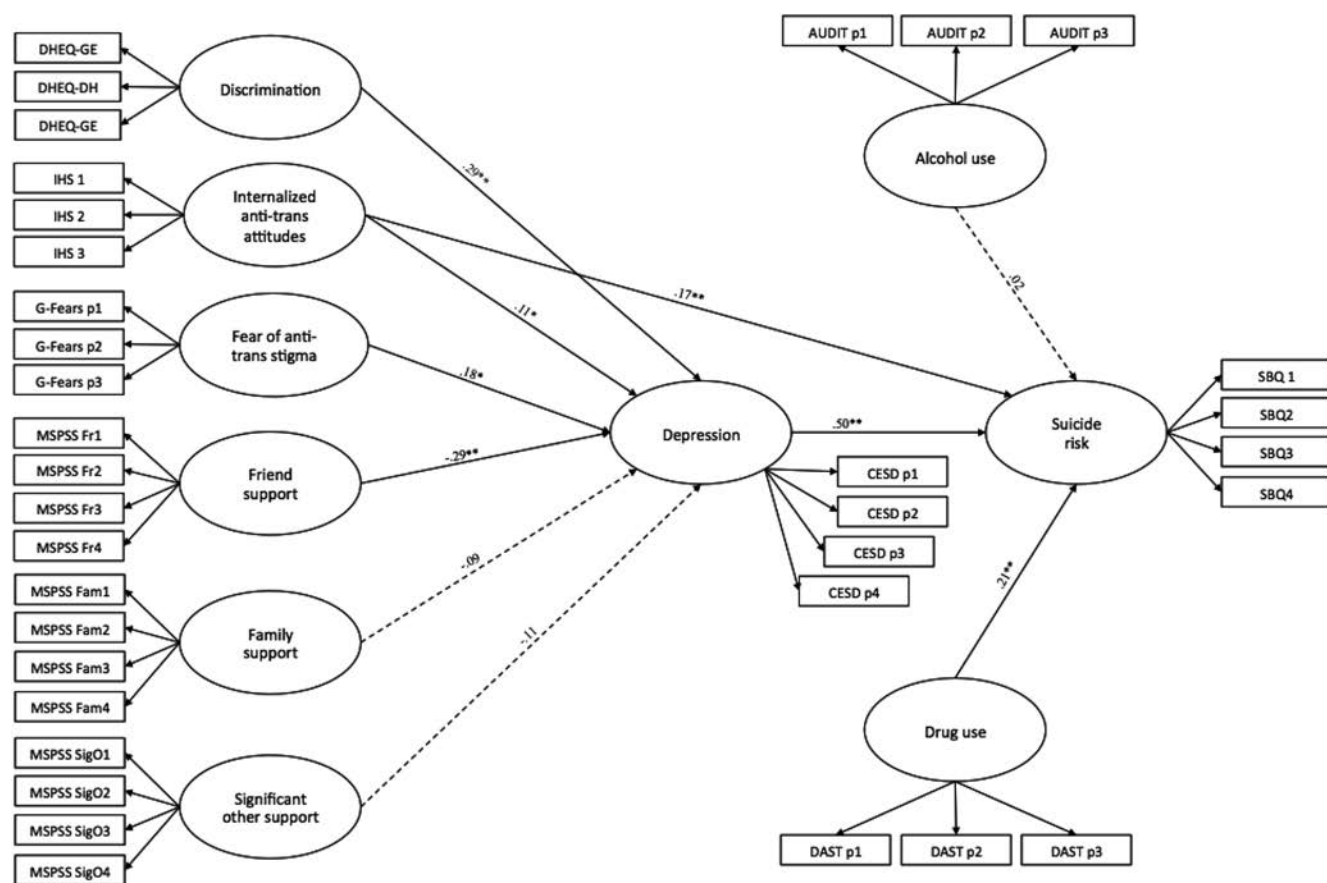 AUDIT p1
AUDIT p2
AUDIT p3
DHEQ-GE
DHEQ-DH
DHEQ-GE
Discrimination
Alcohol use
.29**
IHS 1
IHS 2
IHS 3
Internalized
anti-trans
attitudes
.17**
.11*
.02
G-Fears p1
G-Fears p2
G-Fears p3
Fear of anti-
trans stigma
.18*
MSPSS Fr1
MSPSS Fr2
MSPSS Fr3
MSPSS Fr4
Friend
support
-.29**
Depression
.50**
Suicide
risk
SBQ 1
SBQ2
SBQ3
SBQ4
CESD p1
CESD p2
CESD p3
CESD p4
MSPSS Fam1
MSPSS Fam2
MSPSS Fam3
MSPSS Fam4
Family
support
-.09
-.11
.21**
MSPSS SigO1
MSPSS SigO2
MSPSS SigO3
MSPSS SigO4
Significant
other support
Drug use
DAST p1
DAST p2
DAST p3